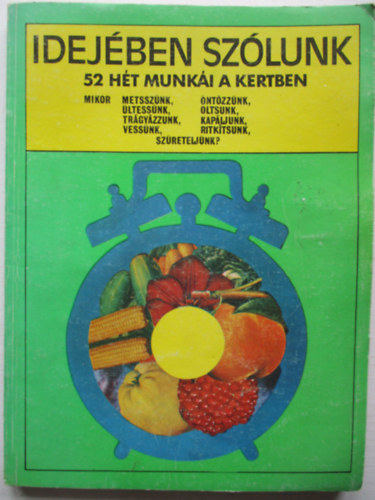 IDEJÉBEN SZÓLUNK
52 HÉT MUNKÁI A KERTBEN
MIKOR METSSZÜNK, ÖNTÖZZÜNK,
ÜLTESSÜNK, OLTSUNK,
TRÁGYÁZZUNK, KAPÁLJUNK,
VESSÜNK, RITKÍTSUNK,
SZÜRETELJÜNK?